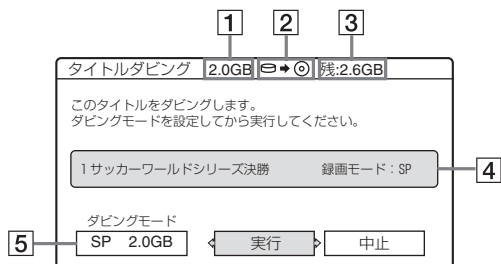 1 2 3
タイトルダビング 2.0GB 残:2.6GB
このタイトルをダビングします。
ダビングモードを設定してから実行してください。
1 サッカーワールドシリーズ決勝 録画モード：SP
4
ダビングモード
5 SP 2.0GB 実行 中止